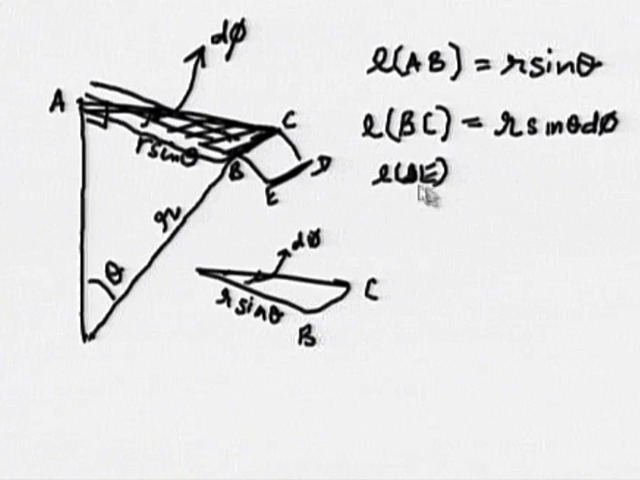 dφ
A
C
r sinθ
B
D
E
r
θ
l(AB) = r sinθ
l(BC) = r sinθ dφ
l(BE)
dφ
r sinθ
C
B